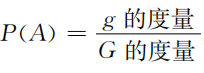 P(A) = g 的度量 / G 的度量